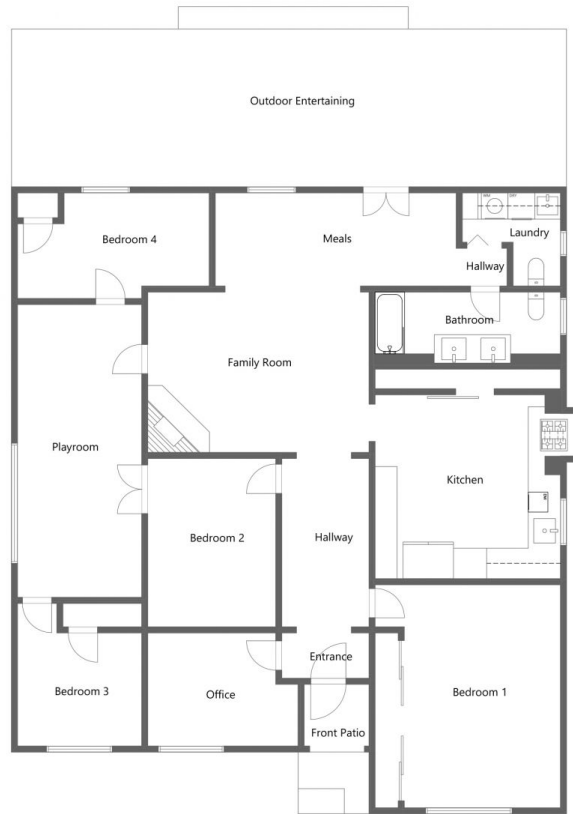 Outdoor Entertaining
Bedroom 4
Meals
Laundry
Hallway
Bathroom
Family Room
Playroom
Kitchen
Bedroom 2
Hallway
Entrance
Bedroom 3
Office
Bedroom 1
Front Patio